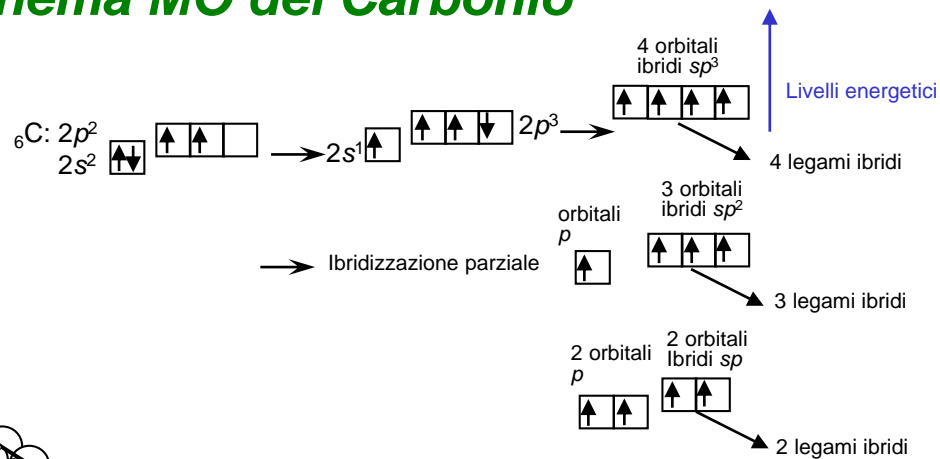 MO del Carbonio
4 orbitali
ibridi sp³
Livelli energetici
₆C: 2p²
2s²
2s¹
2p³
4 legami ibridi
orbitali
p
3 orbitali
ibridi sp²
Ibridizzazione parziale
3 legami ibridi
2 orbitali
p
2 orbitali
Ibridi sp
2 legami ibridi